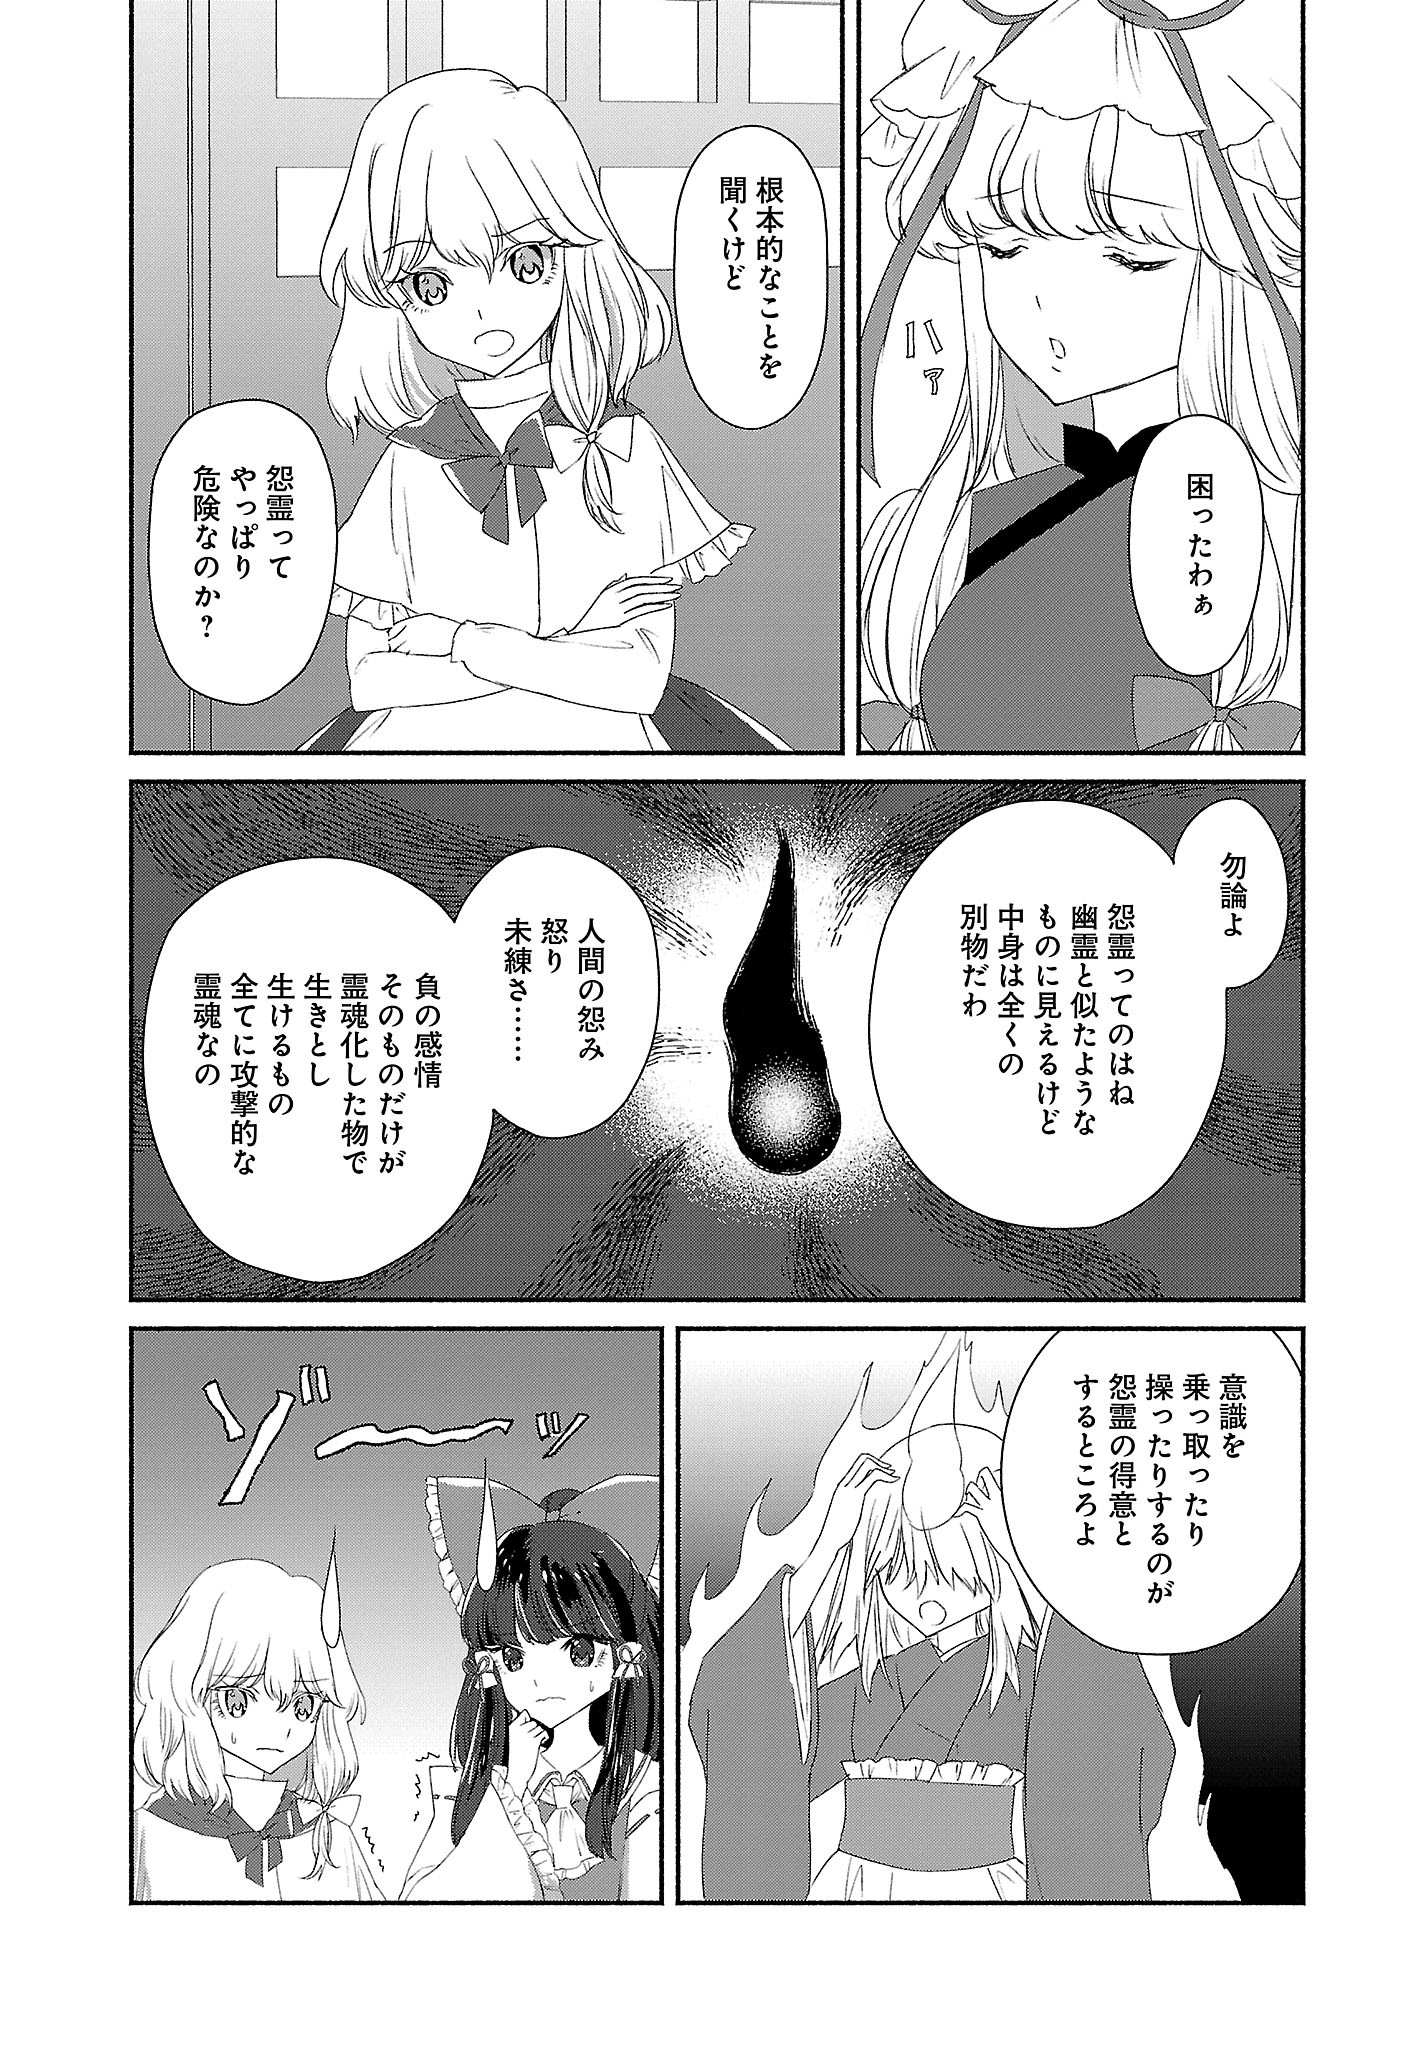 ハァ
困ったわぁ
根本的なことを
聞くけど
怨霊って
やっぱり
危険なのか？
勿論よ
怨霊ってのはね
幽霊と似たような
ものに見えるけど
中身は全くの
別物だわ
人間の怨み
怒り
未練さ……
負の感情
そのものだけが
霊魂化した物で
生きとし
生けるもの
全てに攻撃的な
霊魂なの
意識を
乗っ取ったり
操ったりするのが
怨霊の得意と
するところよ
ゾーーッ